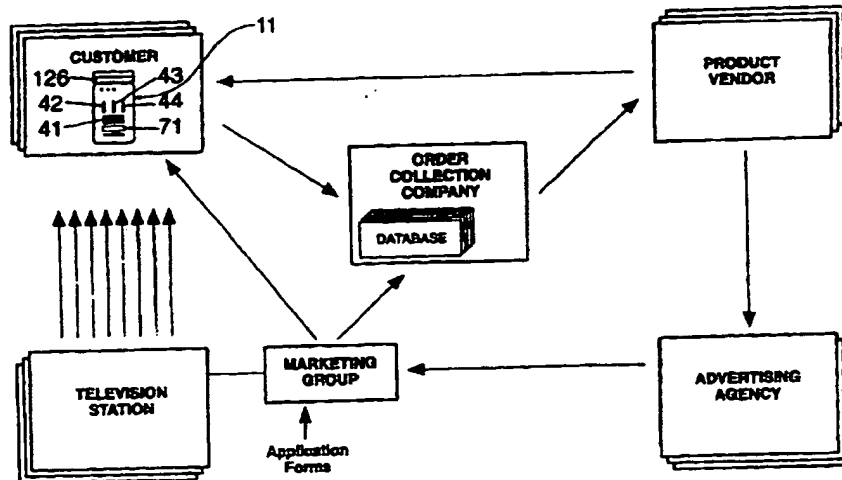 11
CUSTOMER
126
43
42
44
41
71
PRODUCT
VENDOR
ORDER
COLLECTION
COMPANY
DATABASE
TELEVISION
STATION
MARKETING
GROUP
ADVERTISING
AGENCY
Application
Forms